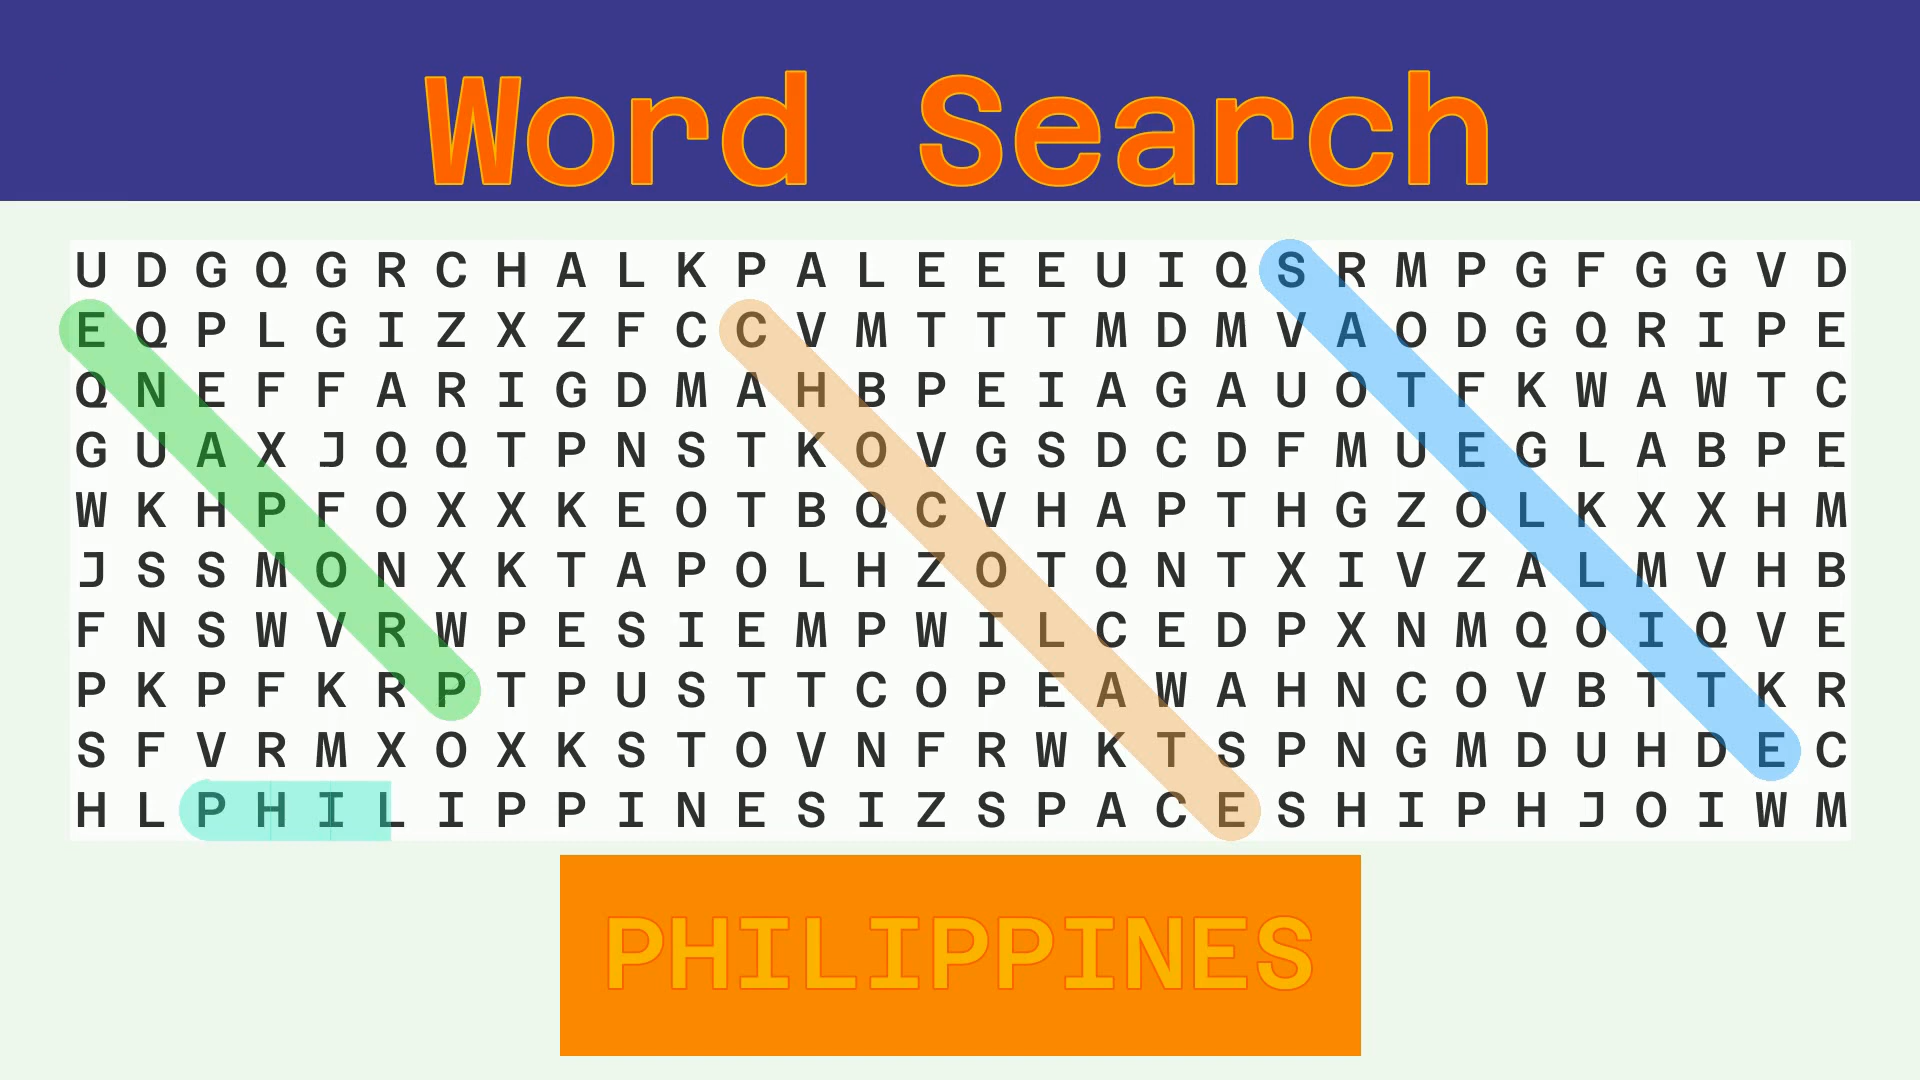 Word Search
U D G Q G R C H A L K P A L E E E U I Q S R M P G F G G V D
E Q P L G I Z X Z F C C V M T T T M D M V A O D G Q R I P E
Q N E F F A R I G D M A H B P E I A G A U O T F K W A W T C
G U A X J Q Q T P N S T K O V G S D C D F M U E G L A B P E
W K H P F O X X K E O T B Q C V H A P T H G Z O L K X X H M
J S S M O N X K T A P O L H Z O T Q N T X I V Z A L M V H B
F N S W V R W P E S I E M P W I L C E D P X N M Q O I Q V E
P K P F K R P T P U S T T C O P E A W A H N C O V B T T K R
S F V R M X O X K S T O V N F R W K T S P N G M D U H D E C
H L P H I L I P P I N E S I Z S P A C E S H I P H J O I W M
PHILIPPINES